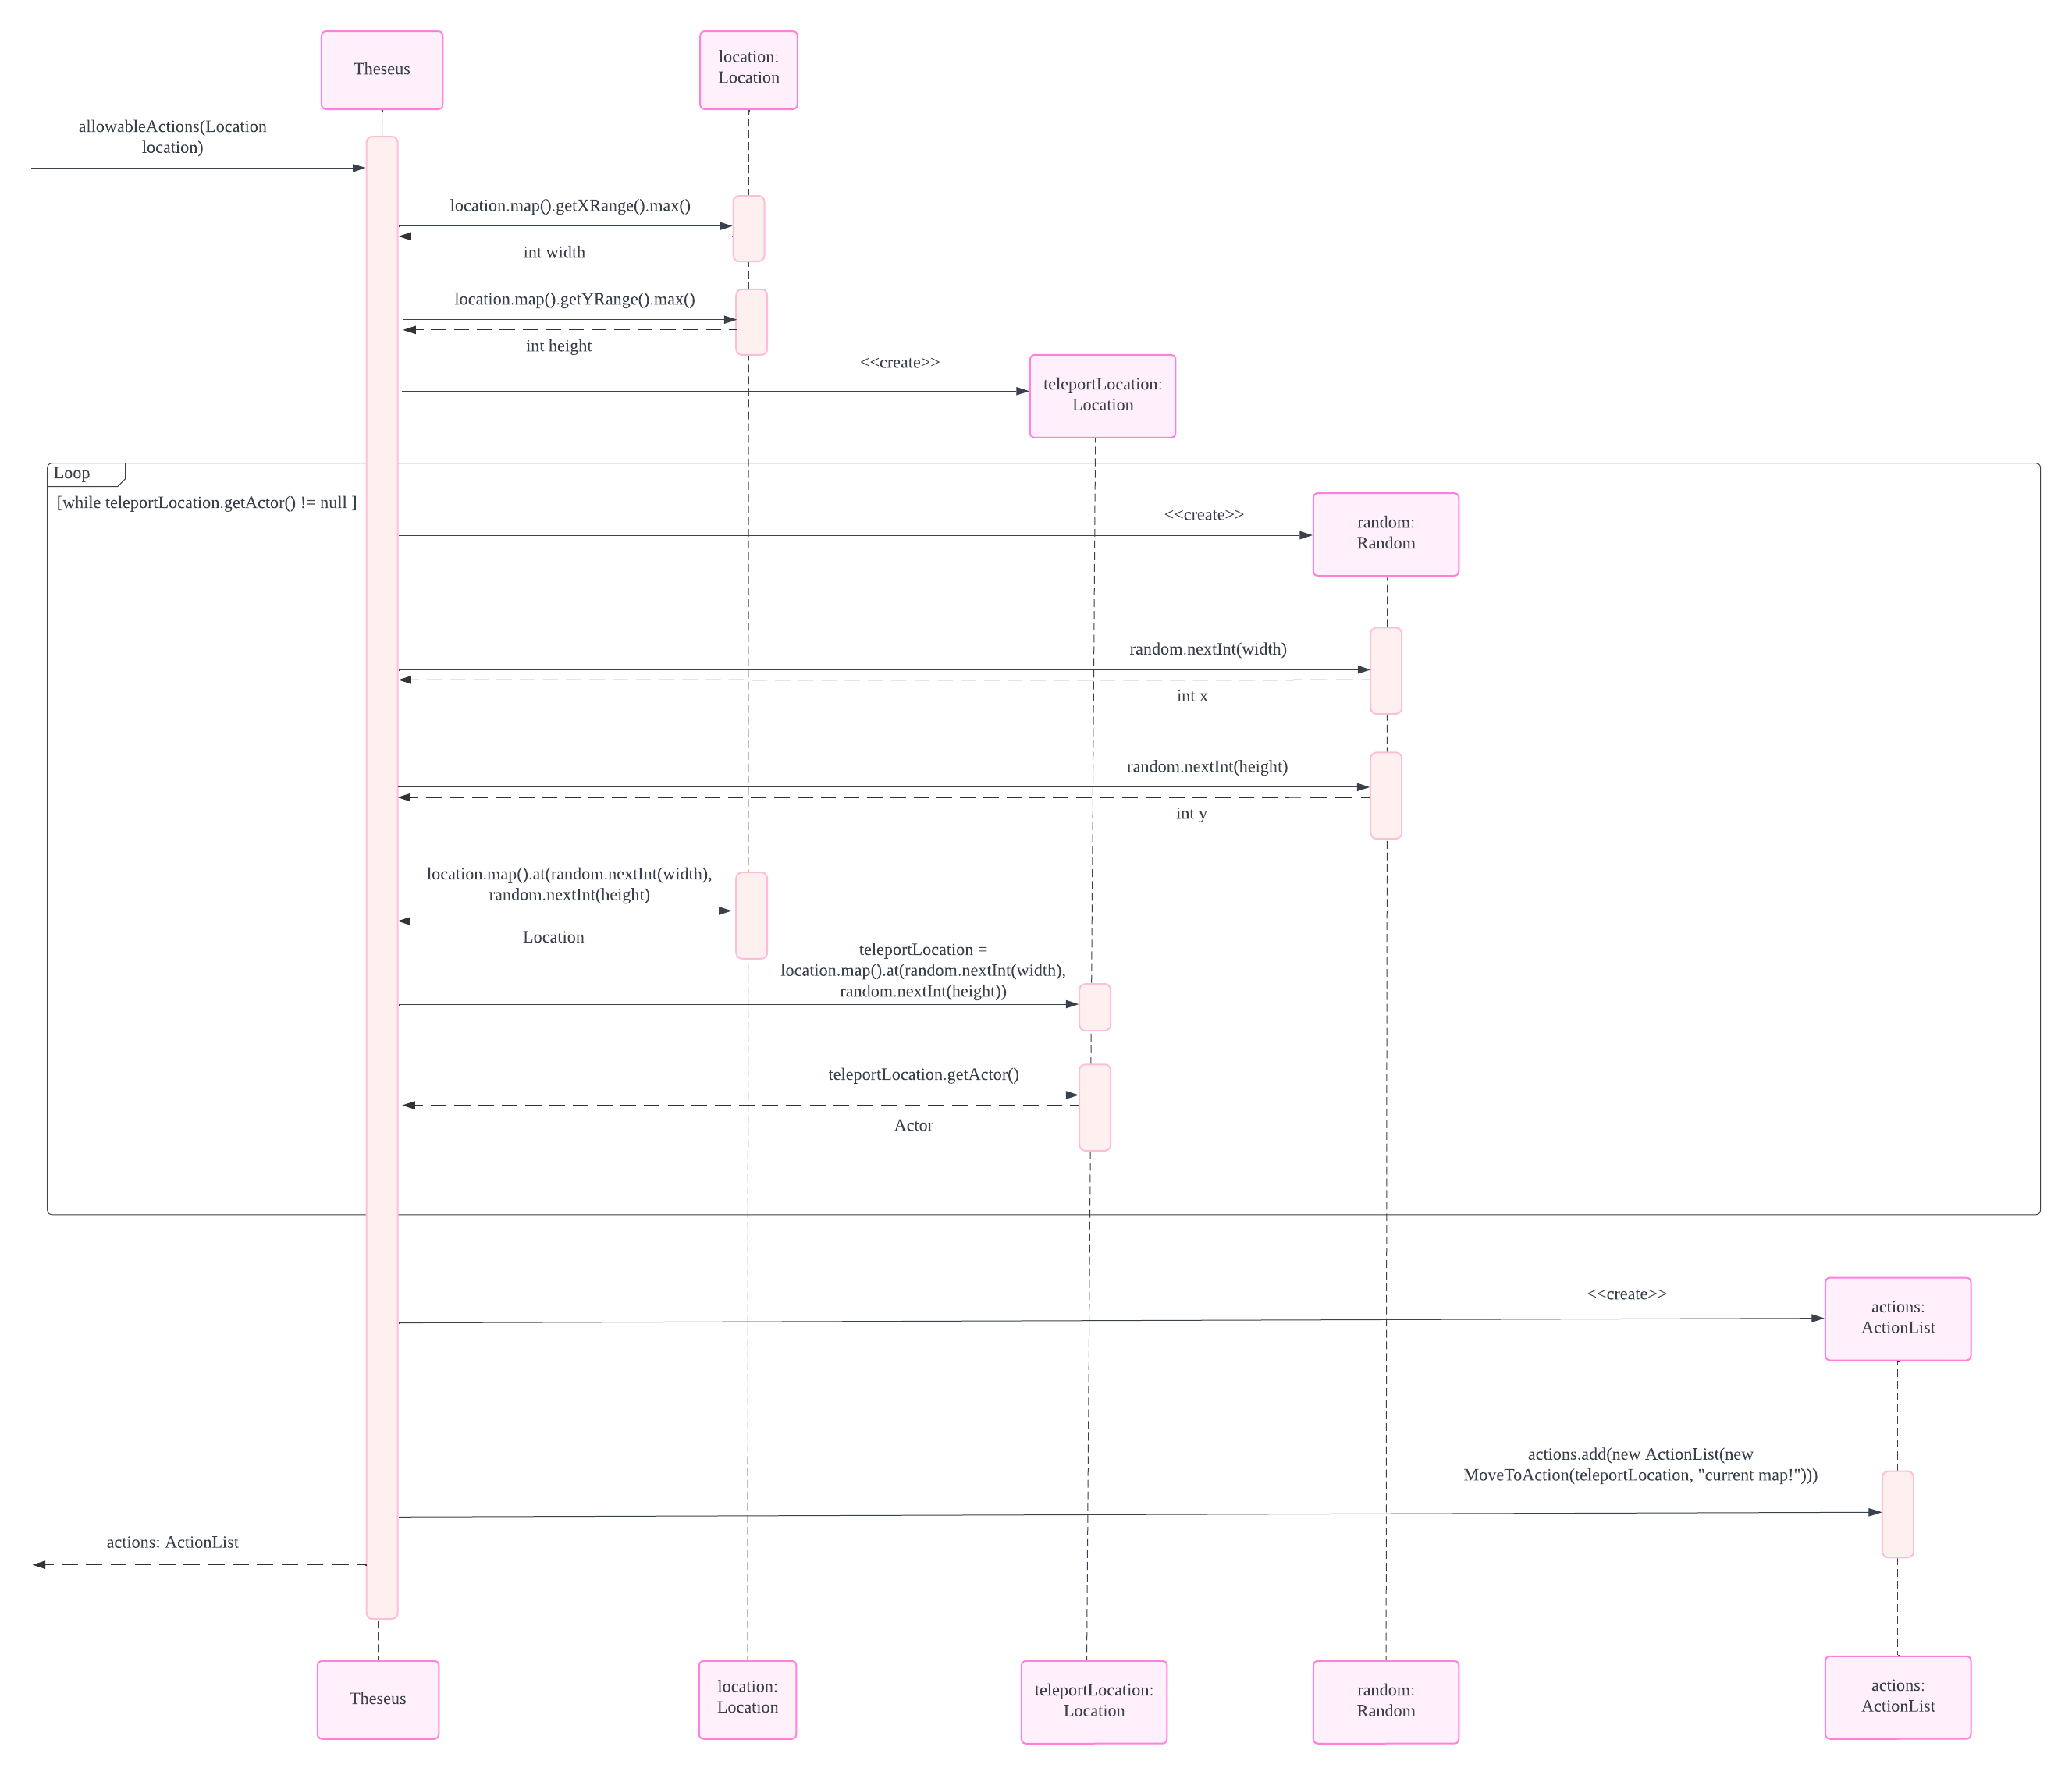 Theseus
location:
Location
allowableActions(Location
location)
location.map().getXRange().max()
int width
location.map().getYRange().max()
int height
<<create>>
teleportLocation:
Location
Loop
[while teleportLocation.getActor() != null ]
<<create>>
random:
Random
random.nextInt(width)
int x
random.nextInt(height)
int y
location.map().at(random.nextInt(width),
random.nextInt(height)
Location
teleportLocation =
location.map().at(random.nextInt(width),
random.nextInt(height))
teleportLocation.getActor()
Actor
<<create>>
actions:
ActionList
actions.add(new ActionList(new
MoveToAction(teleportLocation, "current map!")))
actions: ActionList
Theseus
location:
Location
teleportLocation:
Location
random:
Random
actions:
ActionList